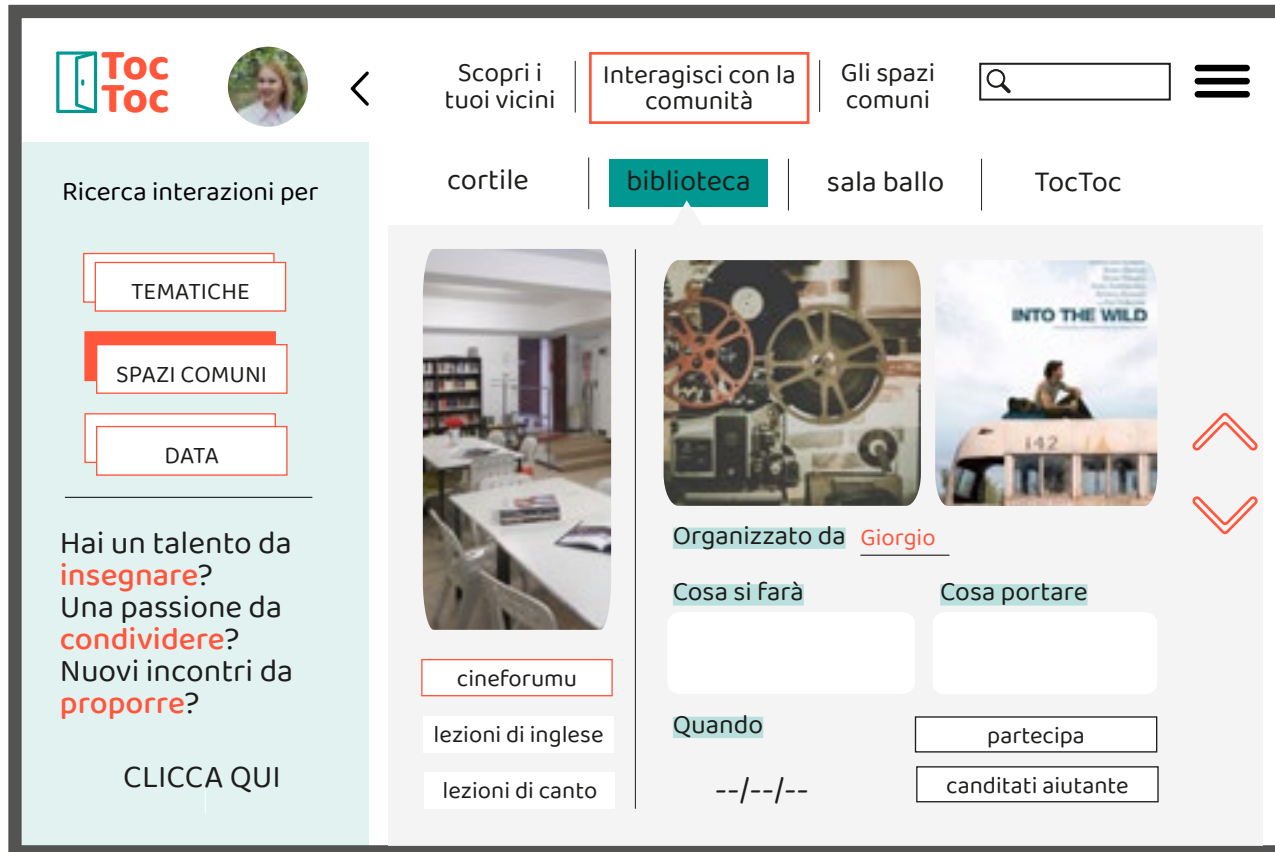 Toc
Toc
Scopri i
tuoi vicini
Interagisci con la
comunità
Gli spazi
comuni
Ricerca interazioni per
TEMATICHE
SPAZI COMUNI
DATA
Hai un talento da
insegnare?
Una passione da
condividere?
Nuovi incontri da
proporre?
CLICCA QUI
cortile
biblioteca
sala ballo
TocToc
cineforumu
lezioni di inglese
lezioni di canto
INTO THE WILD
142
Organizzato da Giorgio
Cosa si farà
Cosa portare
Quando
--/--/--
partecipa
canditati aiutante